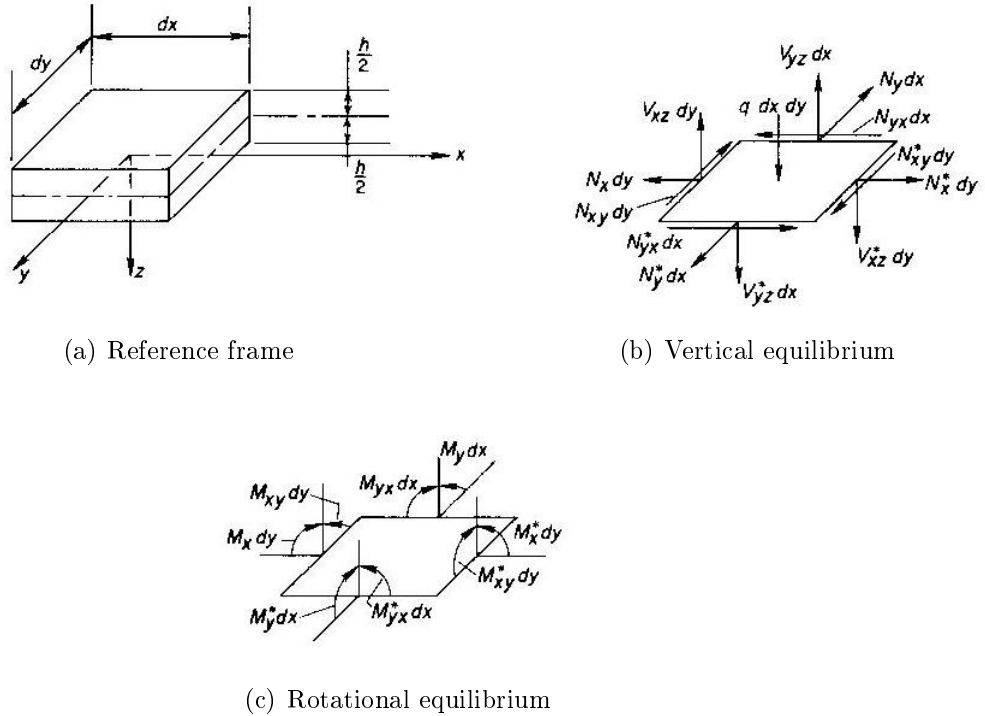 dx
dy
h
2
h
2
x
y
z
(a) Reference frame
V_yz dx
N_y dx
V_xz dy
q dx dy
N_yx dx
N*_xy dy
N_x dy
N*_x dy
N_xy dy
N*_yx dx
V*_xz dy
N*_y dx
V*_yz dx
(b) Vertical equilibrium
M_y dx
M_yx dx
M_xy dy
M_x dy
M*_x dy
M*_xy dy
M*_y dx
M*_yx dx
(c) Rotational equilibrium